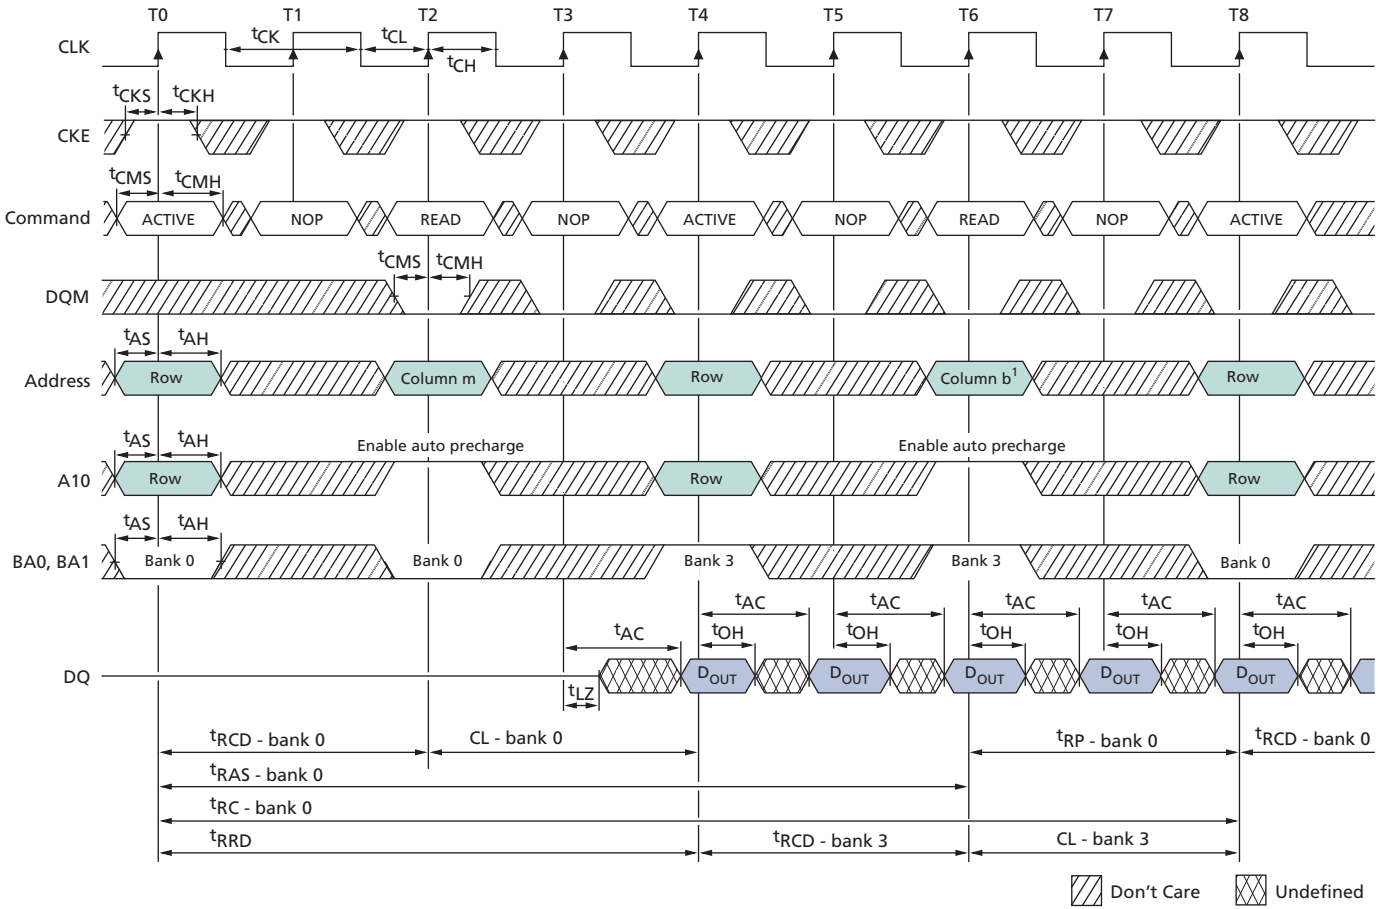 T0 T1 T2 T3 T4 T5 T6 T7 T8
CLK
tCK tCL
tCH
tCKS tCKH
CKE
tCMS tCMH
Command ACTIVE NOP READ NOP ACTIVE NOP READ NOP ACTIVE
tCMS tCMH
DQM
tAS tAH
Address Row Column m Row Column b1 Row
tAS tAH Enable auto precharge Enable auto precharge
A10 Row Row Row
tAS tAH
BA0, BA1 Bank 0 Bank 0 Bank 3 Bank 3 Bank 0
tAC tAC tAC tAC tAC
tAC tOH tOH tOH tOH tOH
DQ DOUT DOUT DOUT DOUT DOUT
tLZ
tRCD - bank 0 CL - bank 0 tRP - bank 0 tRCD - bank 0
tRAS - bank 0
tRC - bank 0
tRRD tRCD - bank 3 CL - bank 3
Don't Care Undefined